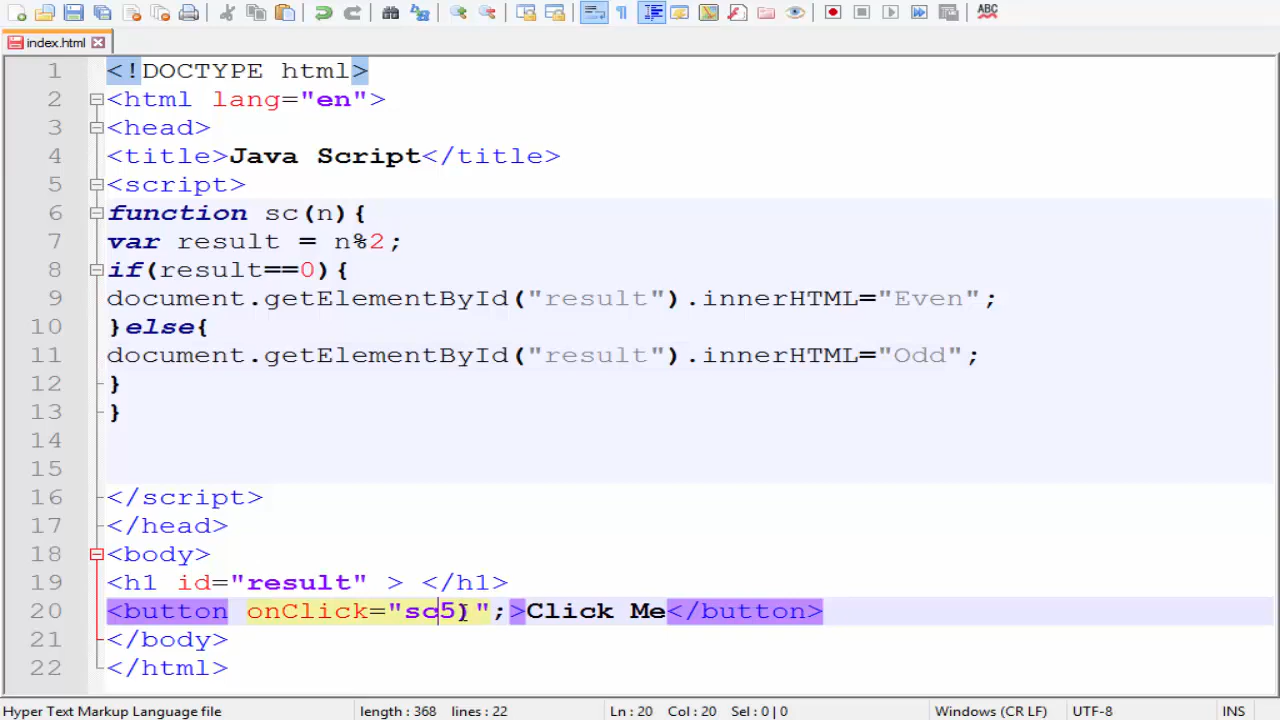 ABC
index.html
1 <!DOCTYPE html>
2 <html lang="en">
3 <head>
4 <title>Java Script</title>
5 <script>
6 function sc(n){
7 var result = n%2;
8 if(result==0){
9 document.getElementById("result").innerHTML="Even";
10 }else{
11 document.getElementById("result").innerHTML="Odd";
12 }
13 }
14
15
16 </script>
17 </head>
18 <body>
19 <h1 id="result" > </h1>
20 <button onClick="sc5)";>Click Me</button>
21 </body>
22 </html>
Hyper Text Markup Language file length : 368 lines : 22 Ln : 20 Col : 20 Sel : 0 | 0 Windows (CR LF) UTF-8 INS